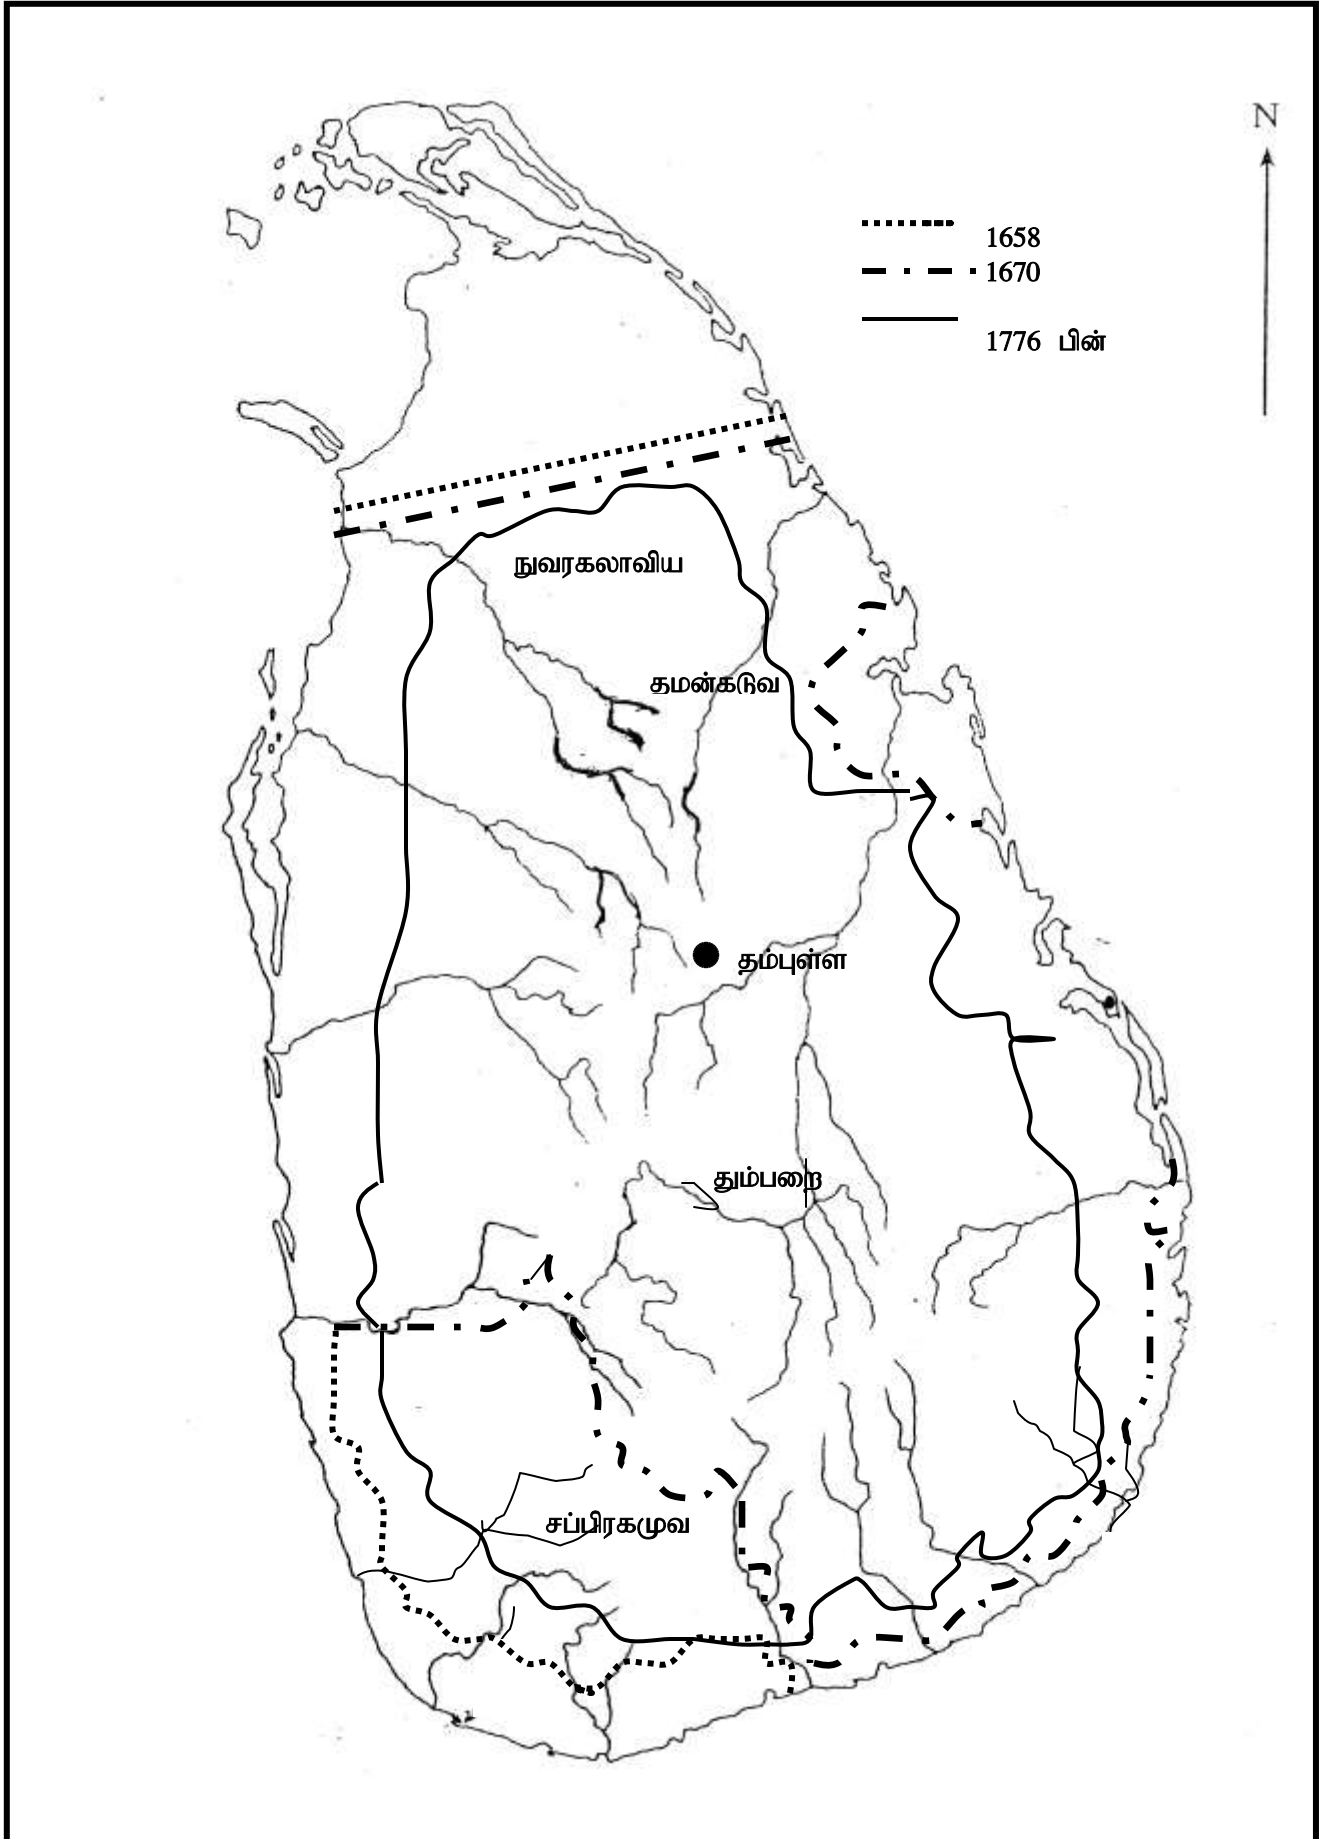 N
1658
1670
1776 பின்
நுவரகலாவிய
தமன்கடுவ
தம்புள்ள
தும்பறை
சப்பிரகமுவ